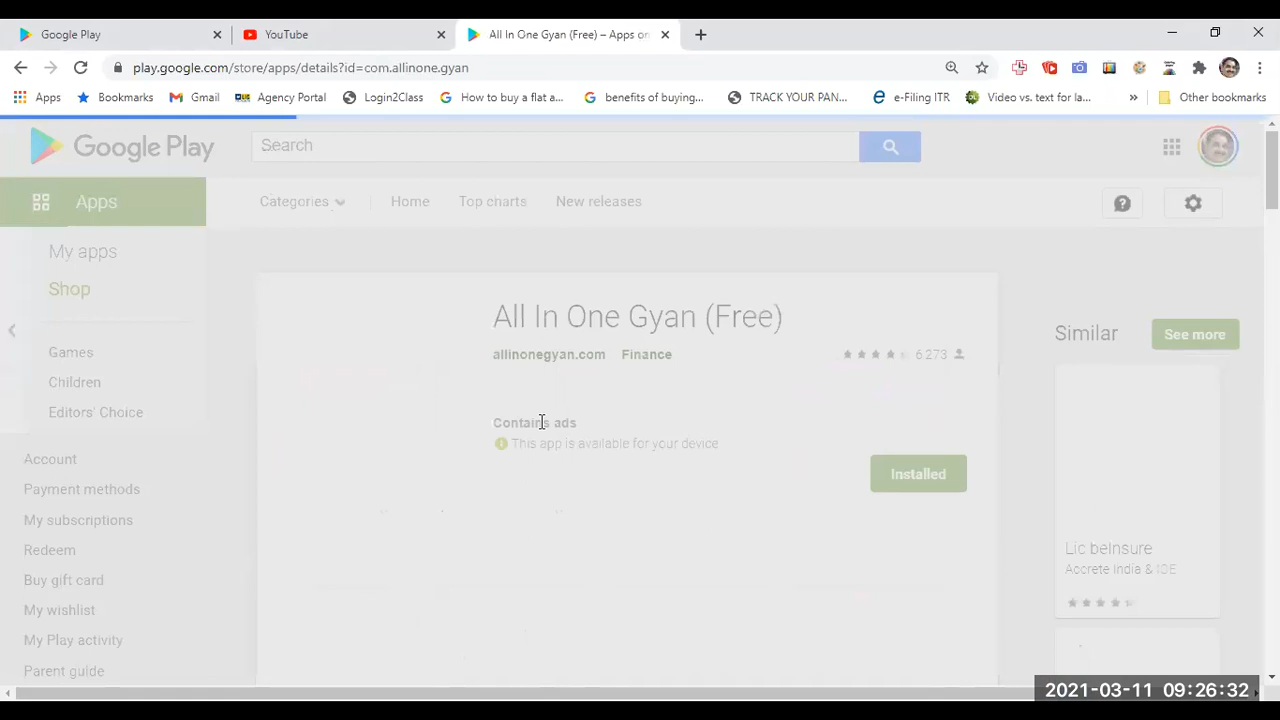 Google Play
YouTube
All In One Gyan (Free) – Apps on
play.google.com/store/apps/details?id=com.allinone.gyan
Apps
Bookmarks
Gmail
Agency Portal
Login2Class
How to buy a flat a...
benefits of buying...
TRACK YOUR PAN...
e-Filing ITR
Video vs. text for la...
»
Other bookmarks
Google Play
Search
Apps
Categories
Home
Top charts
New releases
My apps
Shop
Games
Children
Editors' Choice
Account
Payment methods
My subscriptions
Redeem
Buy gift card
My wishlist
My Play activity
Parent guide
All In One Gyan (Free)
allinonegyan.com Finance
6,273
Contains ads
This app is available for your device
Installed
Similar
See more
Lic beInsure
Accrete India & IDE
2021-03-11 09:26:32